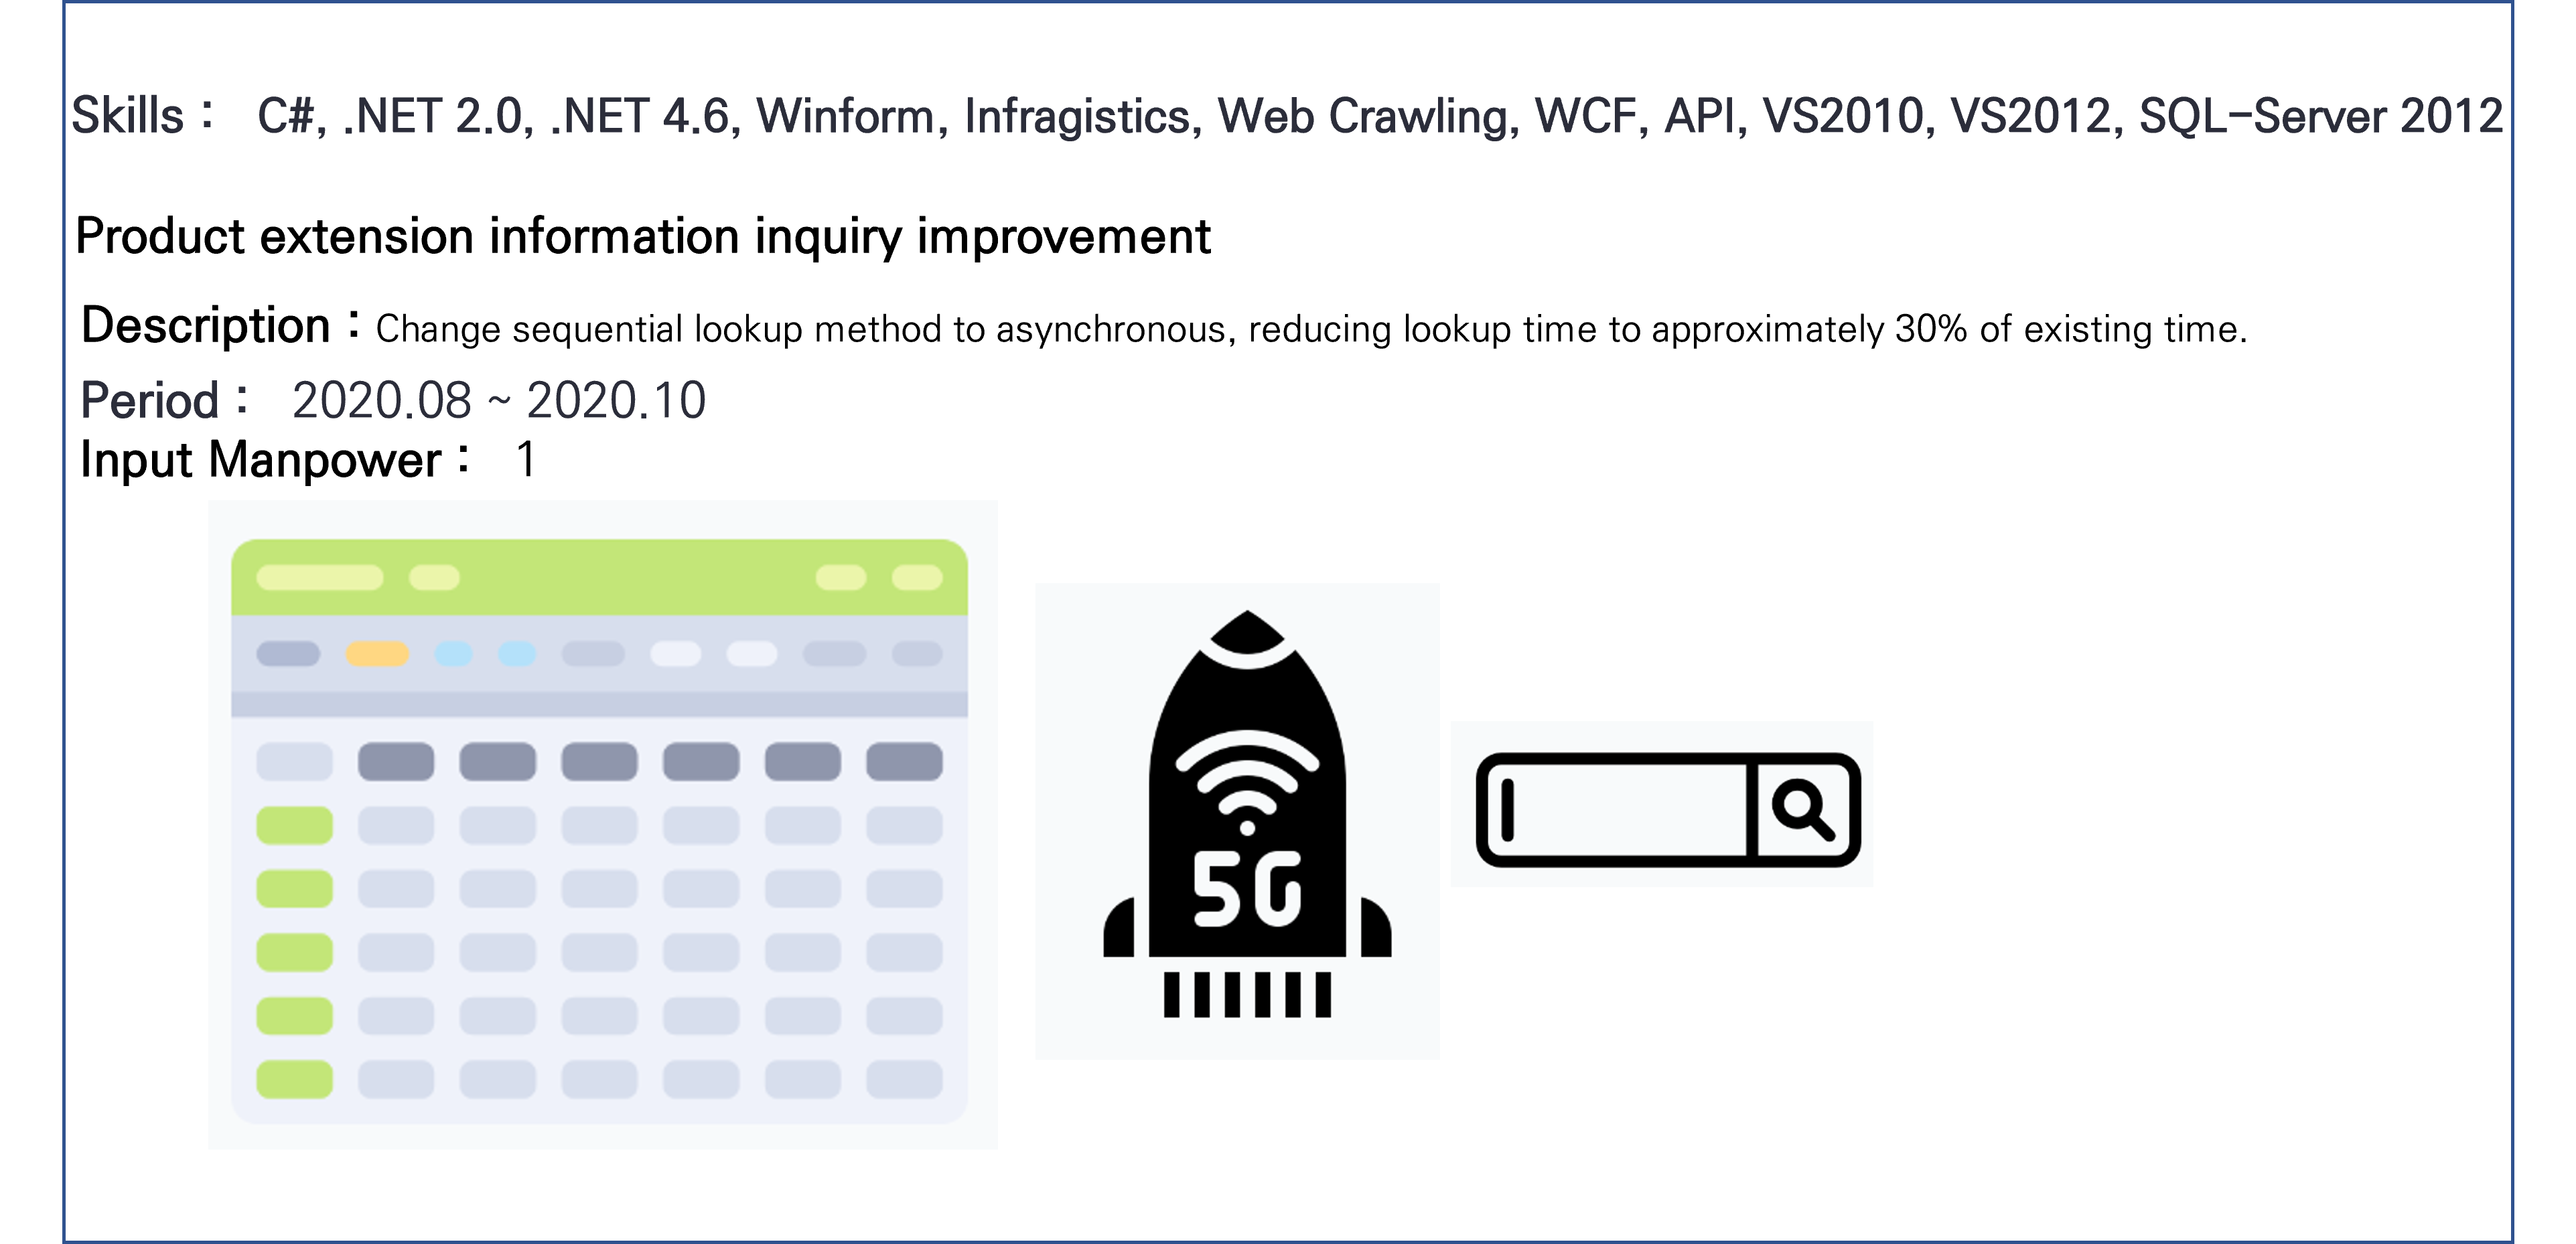 Skills : C#, .NET 2.0, .NET 4.6, Winform, Infragistics, Web Crawling, WCF, API, VS2010, VS2012, SQL-Server 2012
Product extension information inquiry improvement
Description : Change sequential lookup method to asynchronous, reducing lookup time to approximately 30% of existing time.
Period : 2020.08 ~ 2020.10
Input Manpower : 1
5G